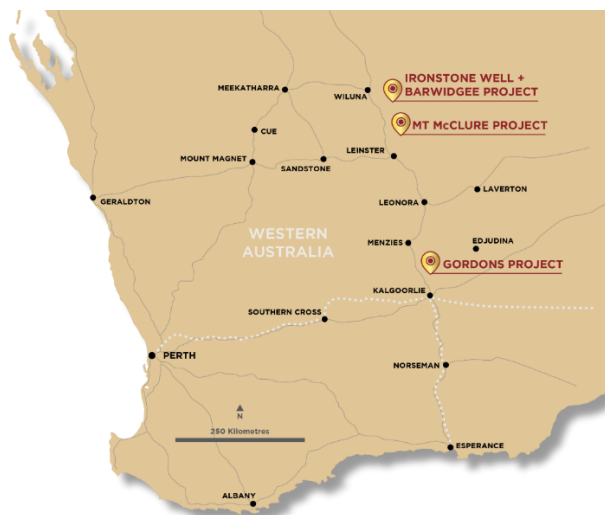 IRONSTONE WELL +
BARWIDGEE PROJECT
MEEKATHARRA
WILUNA
MT McCLURE PROJECT
CUE
LEINSTER
MOUNT MAGNET
SANDSTONE
LAVERTON
GERALDTON
LEONORA
WESTERN
AUSTRALIA
MENZIES
EDJUDINA
GORDONS PROJECT
KALGOORLIE
SOUTHERN CROSS
PERTH
NORSEMAN
N
250 Kilometres
ESPERANCE
ALBANY